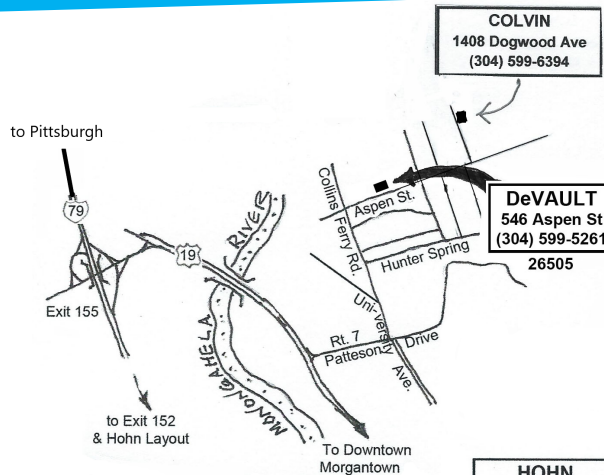 COLVIN
1408 Dogwood Ave
(304) 599-6394
to Pittsburgh
79
Collins Ferry Rd.
Aspen St.
DeVAULT
546 Aspen St
(304) 599-5261
26505
RIVER
19
Hunter Spring
Exit 155
Uni-versity Ave.
Rt. 7
Patteson Drive
MONONGAHELA
to Exit 152
& Hohn Layout
To Downtown
Morgantown
HOHN